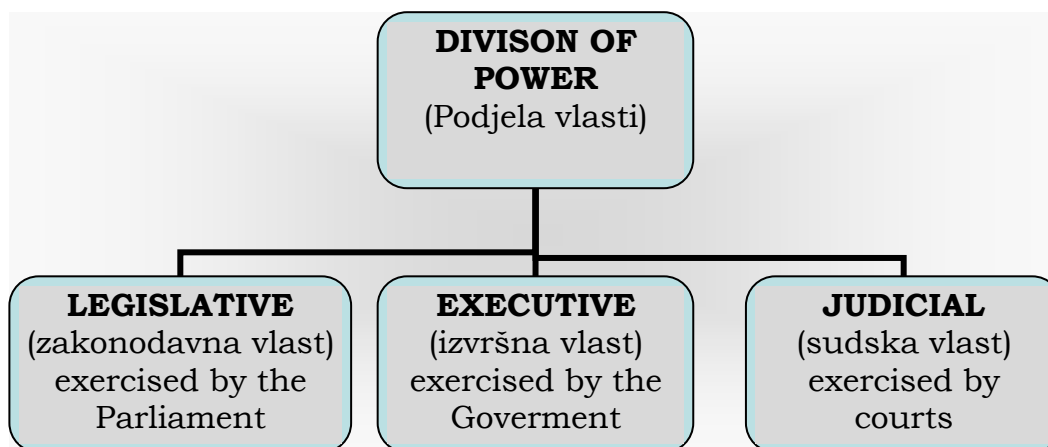 DIVISON OF
POWER
(Podjela vlasti)
LEGISLATIVE
(zakonodavna vlast)
exercised by the
Parliament
EXECUTIVE
(izvršna vlast)
exercised by the
Goverment
JUDICIAL
(sudska vlast)
exercised by
courts